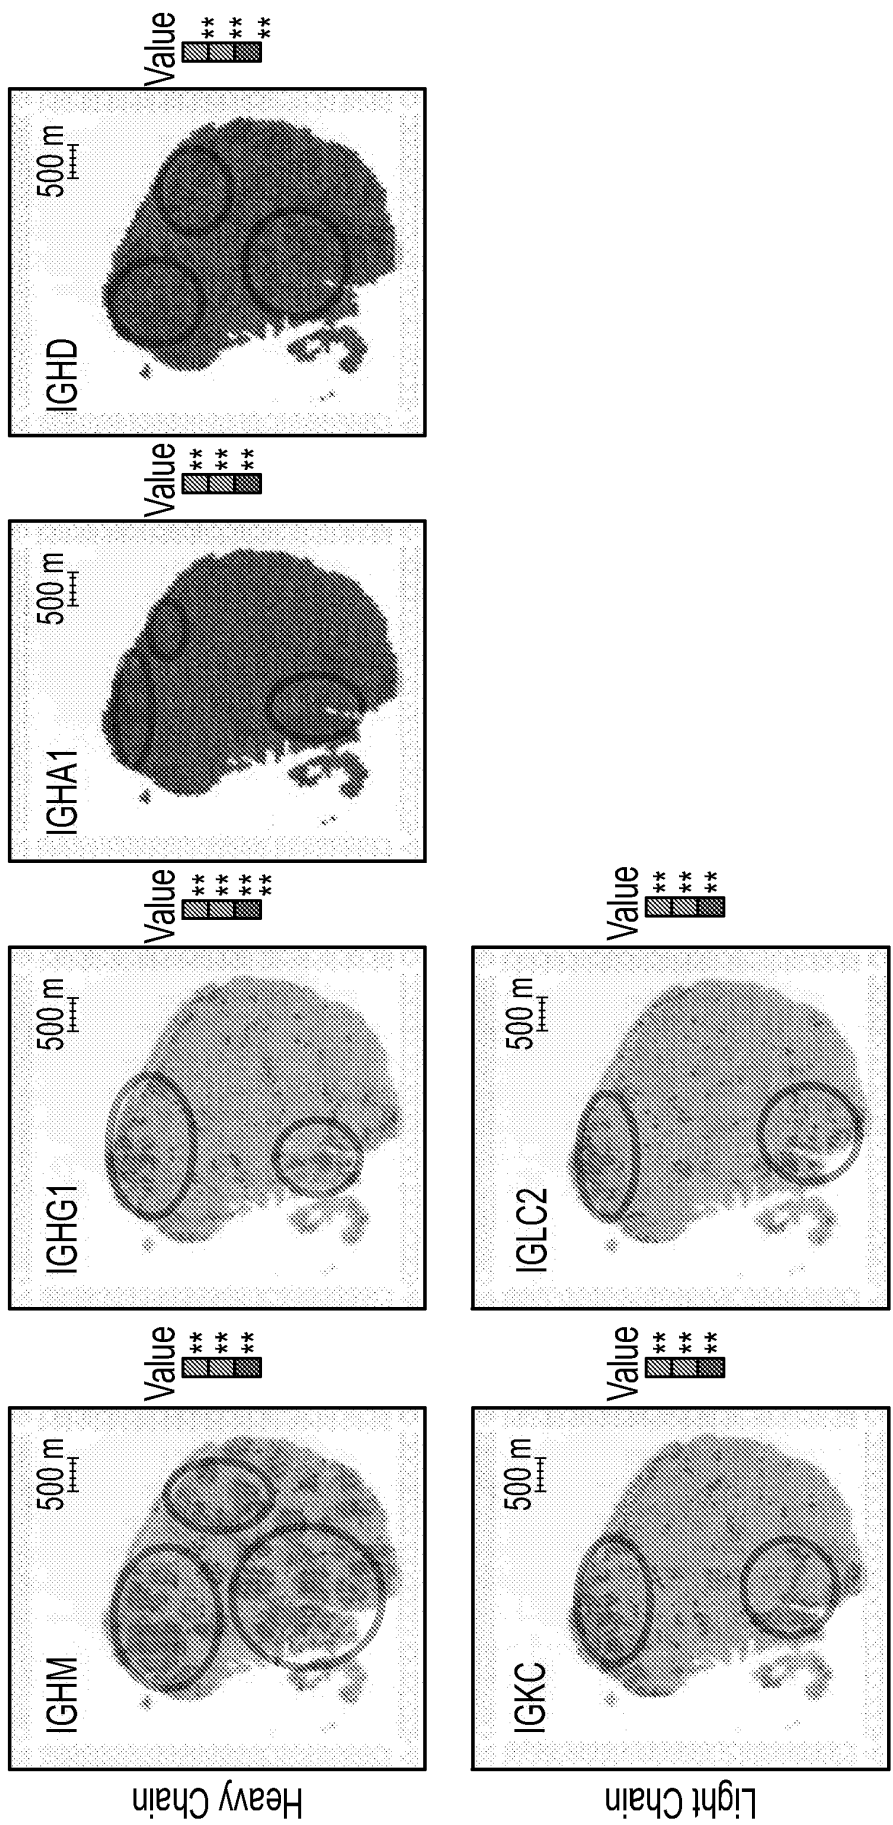 Heavy Chain
IGHM
500 m
Value
**
**
**
IGHG1
500 m
Value
**
**
**
**
IGHA1
500 m
Value
**
**
**
IGHD
500 m
Value
**
**
**
Light Chain
IGKC
500 m
Value
**
**
**
IGLC2
500 m
Value
**
**
**